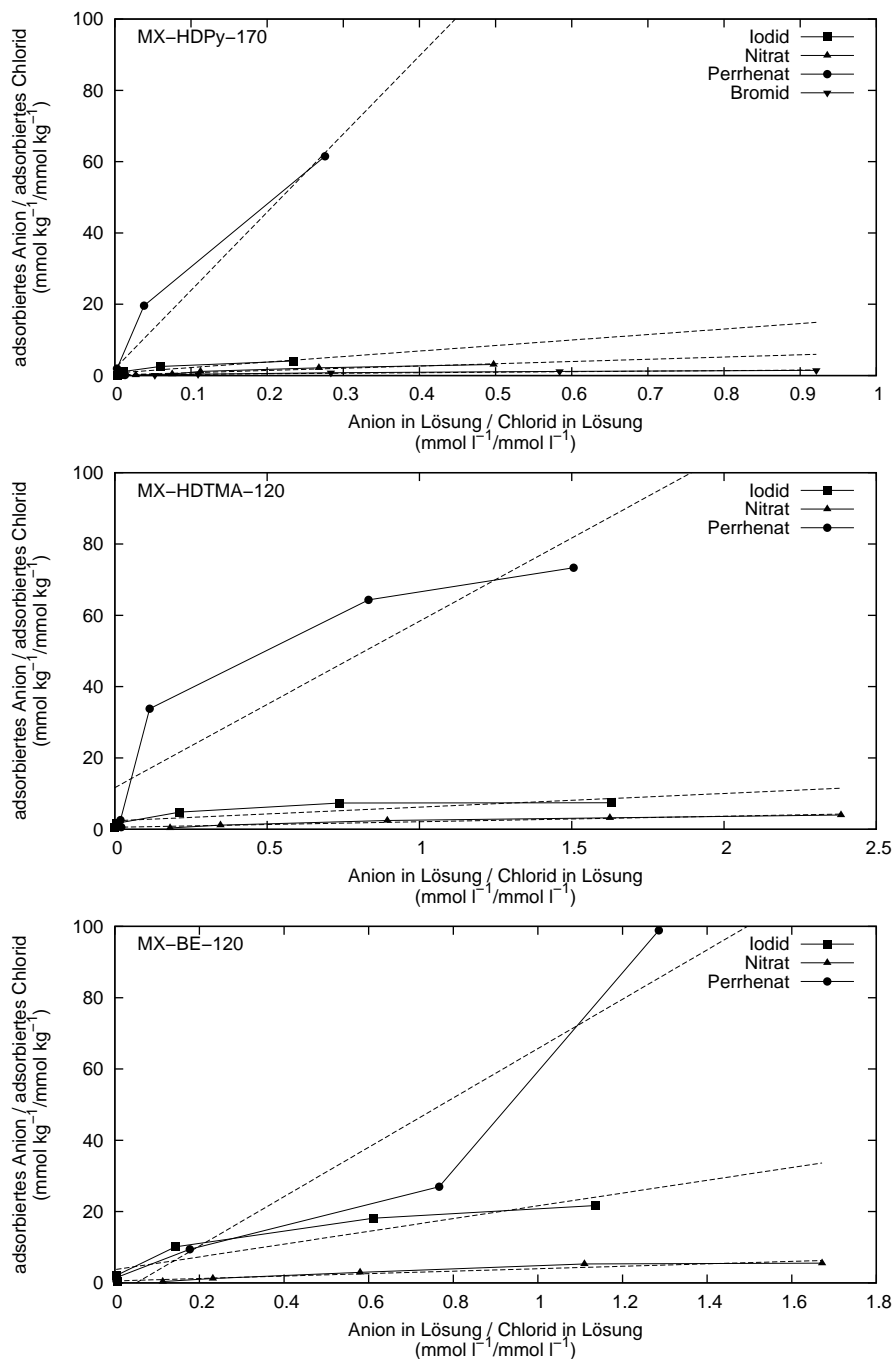 MX−HDPy−170
Iodid
Nitrat
Perrhenat
Bromid
adsorbiertes Anion / adsorbiertes Chlorid
(mmol kg−1/mmol kg−1)
100
80
60
40
20
0
0 0.1 0.2 0.3 0.4 0.5 0.6 0.7 0.8 0.9 1
Anion in Lösung / Chlorid in Lösung
(mmol l−1/mmol l−1)
MX−HDTMA−120
Iodid
Nitrat
Perrhenat
adsorbiertes Anion / adsorbiertes Chlorid
(mmol kg−1/mmol kg−1)
100
80
60
40
20
0
0 0.5 1 1.5 2 2.5
Anion in Lösung / Chlorid in Lösung
(mmol l−1/mmol l−1)
MX−BE−120
Iodid
Nitrat
Perrhenat
adsorbiertes Anion / adsorbiertes Chlorid
(mmol kg−1/mmol kg−1)
100
80
60
40
20
0
0 0.2 0.4 0.6 0.8 1.0 1.2 1.4 1.6 1.8
Anion in Lösung / Chlorid in Lösung
(mmol l−1/mmol l−1)